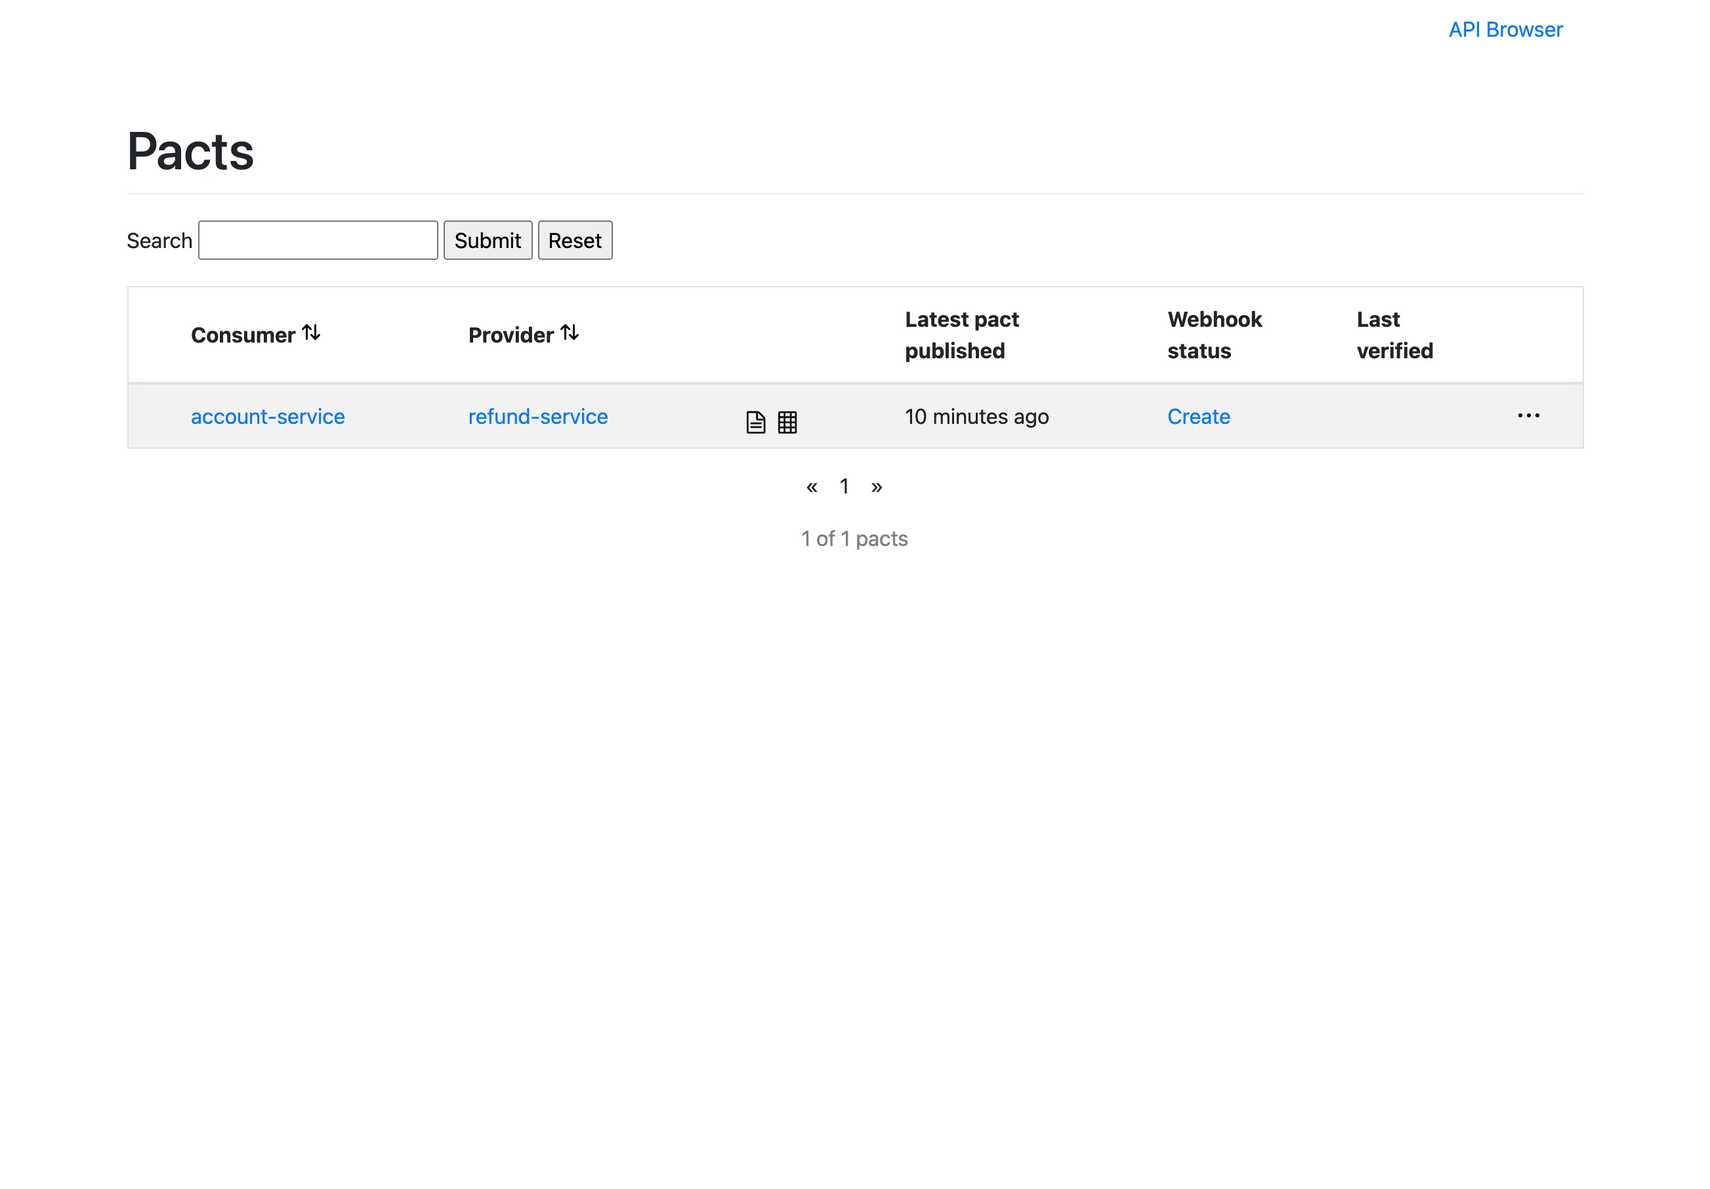 API Browser
Pacts
Search Submit Reset
Consumer Provider Latest pact published Webhook status Last verified
account-service refund-service 10 minutes ago Create ...
« 1 »
1 of 1 pacts